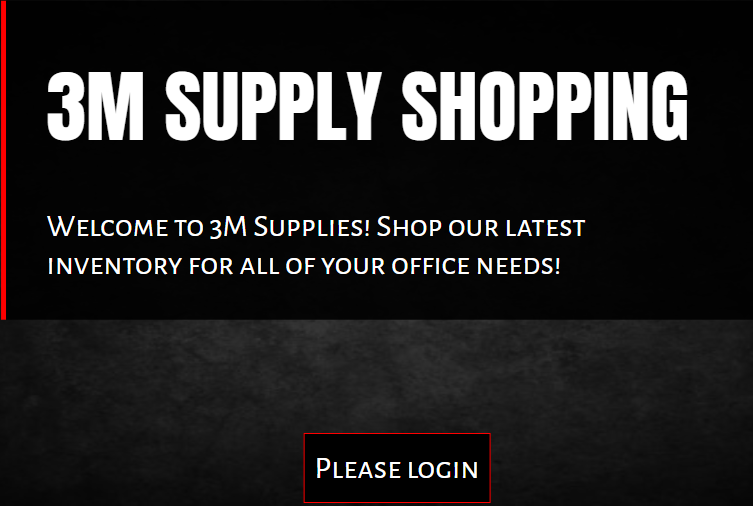 3M SUPPLY SHOPPING
Welcome to 3M Supplies! Shop our latest
inventory for all of your office needs!
Please login